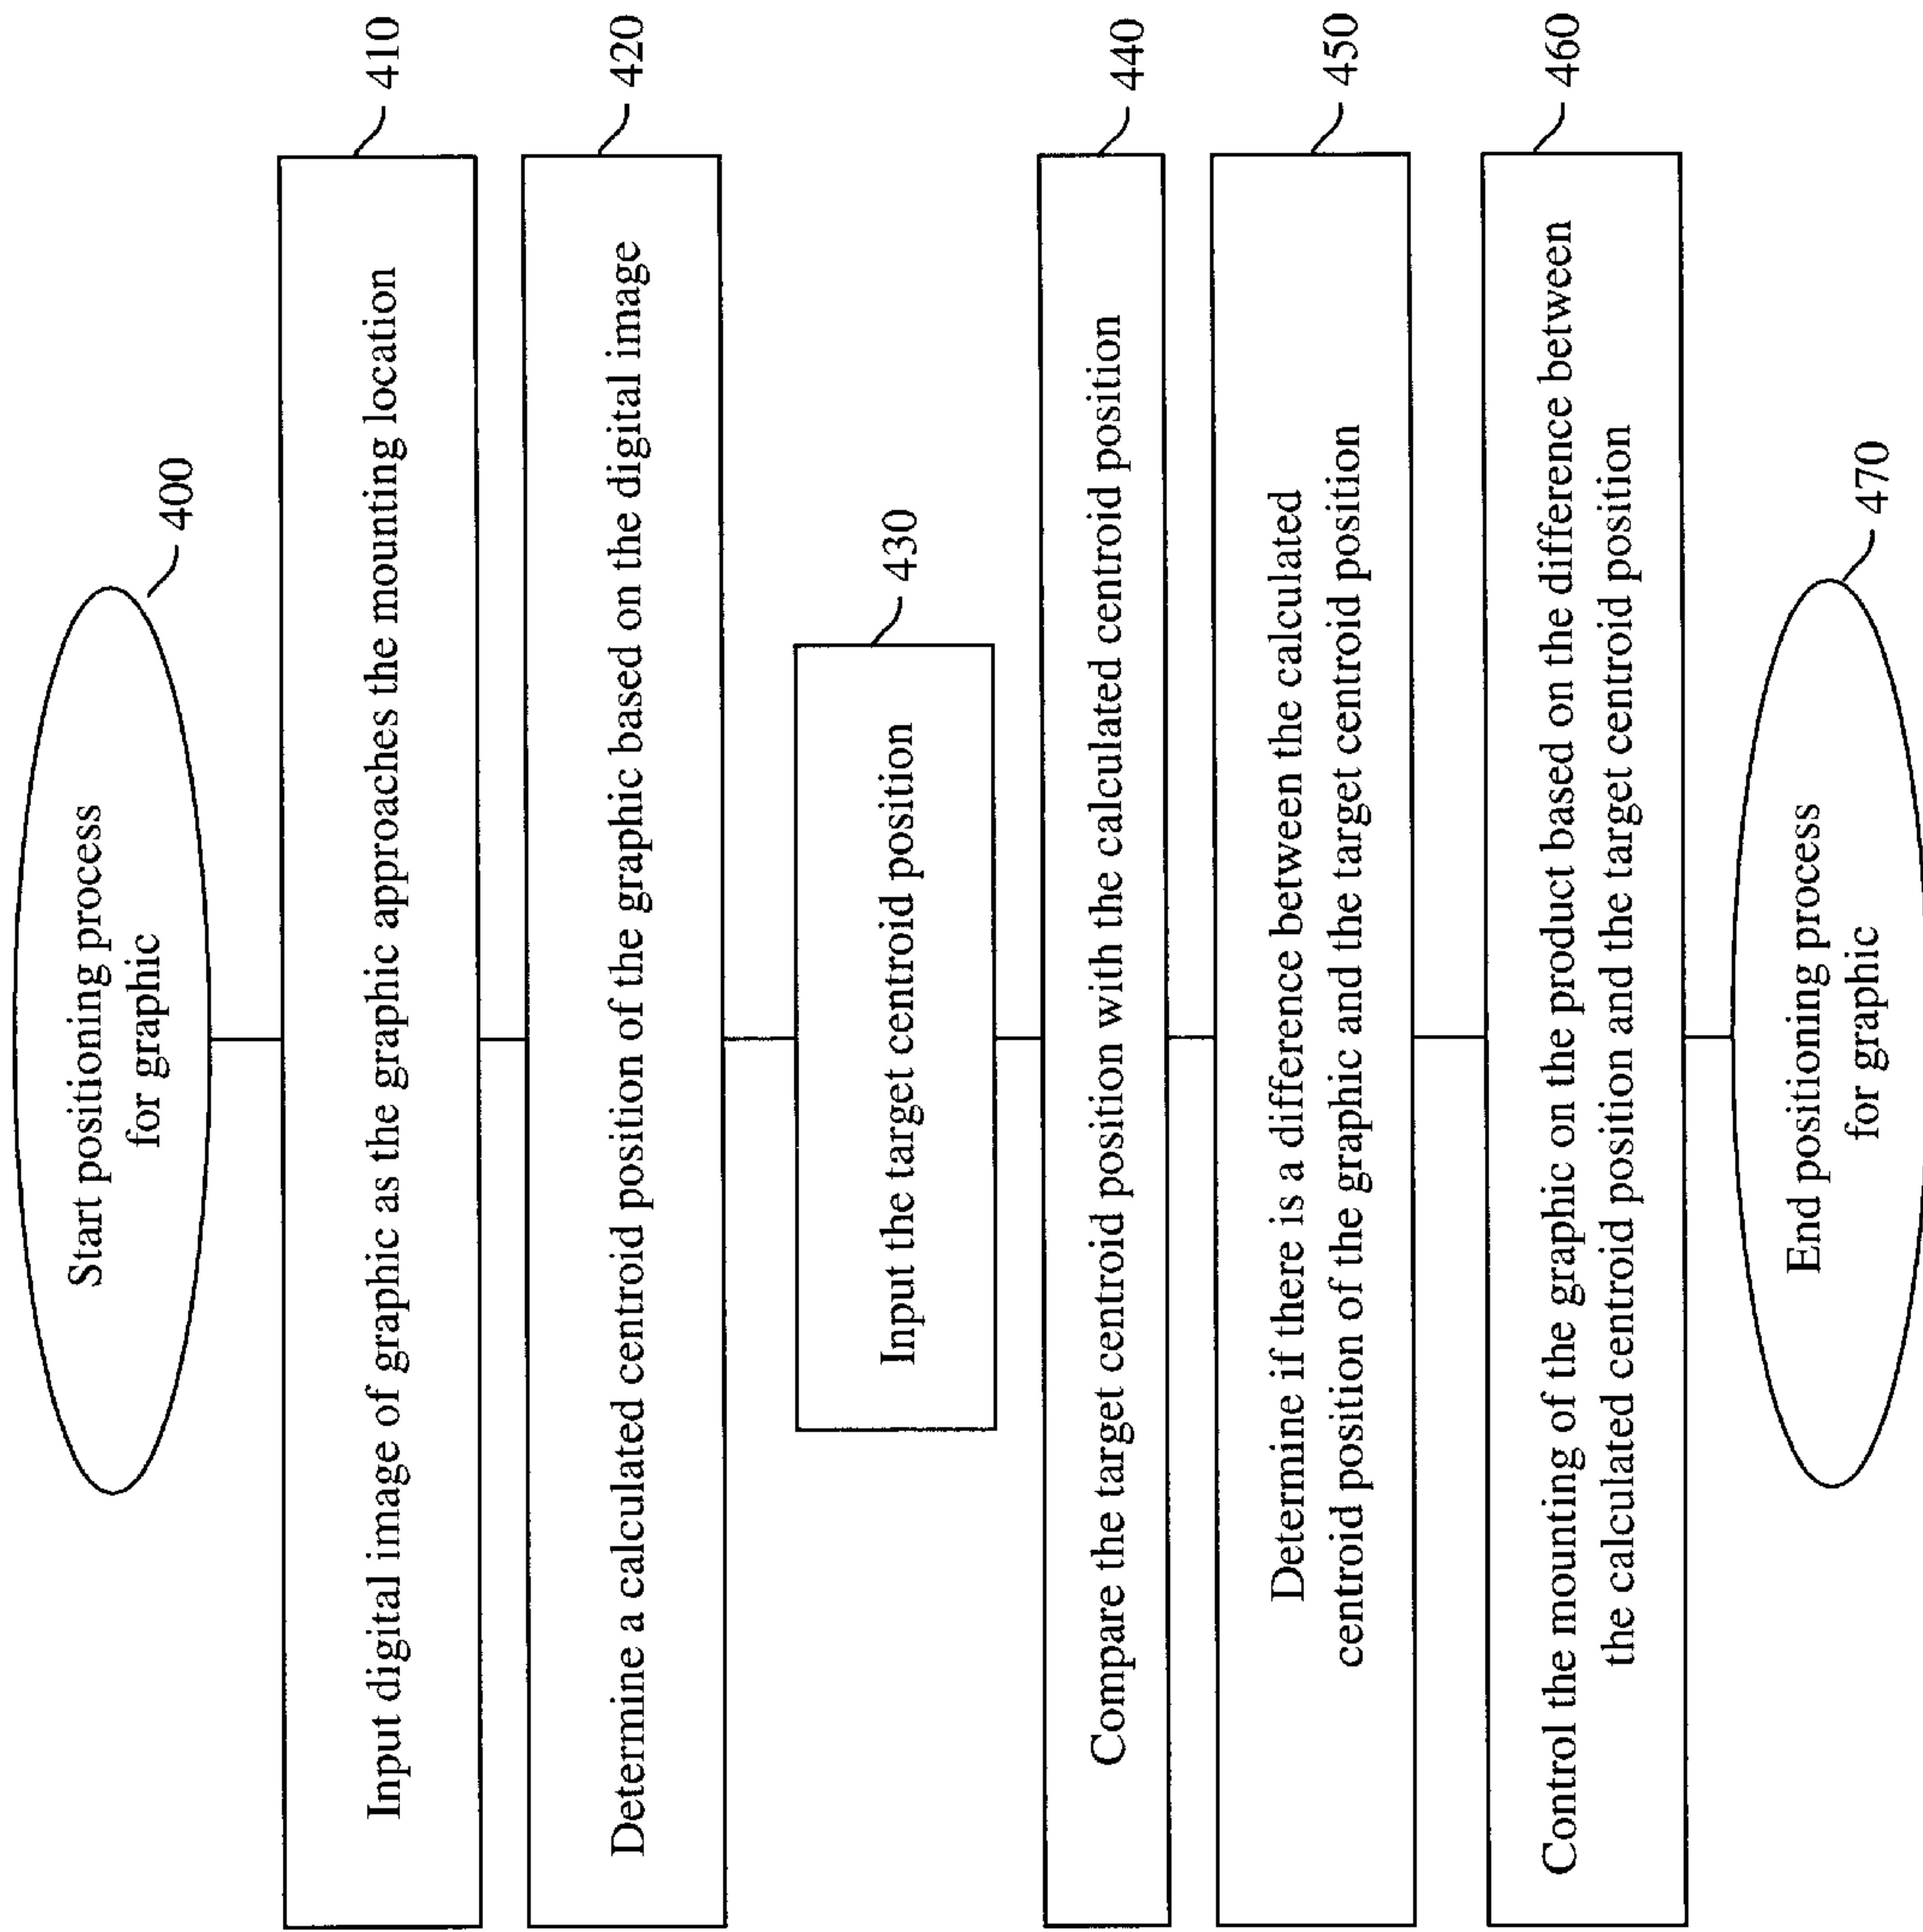 Start positioning process
for graphic
400
Input digital image of graphic as the graphic approaches the mounting location
410
Determine a calculated centroid position of the graphic based on the digital image
420
Input the target centroid position
430
Compare the target centroid position with the calculated centroid position
440
Determine if there is a difference between the calculated
centroid position of the graphic and the target centroid position
450
Control the mounting of the graphic on the product based on the difference between
the calculated centroid position and the target centroid position
460
End positioning process
for graphic
470